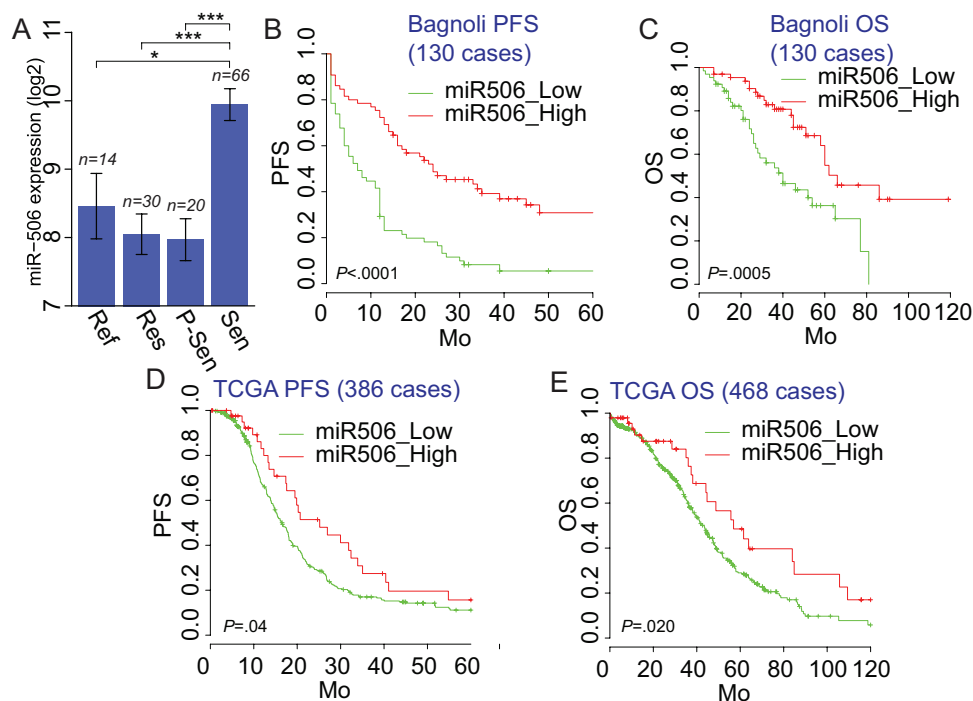 A
miR−506 expression (log2)
7 8 9 10 11
n=14
n=30
n=20
n=66
*
***
***
Ref
Res
P-Sen
Sen
B
Bagnoli PFS
(130 cases)
miR506_Low
miR506_High
PFS
0.0 0.2 0.4 0.6 0.8 1.0
P<.0001
0 10 20 30 40 50 60
Mo
C
Bagnoli OS
(130 cases)
miR506_Low
miR506_High
OS
0.0 0.2 0.4 0.6 0.8 1.0
P=.0005
0 20 40 60 80 100 120
Mo
D
TCGA PFS (386 cases)
miR506_Low
miR506_High
PFS
0.0 0.2 0.4 0.6 0.8 1.0
P=.04
0 10 20 30 40 50 60
Mo
E
TCGA OS (468 cases)
miR506_Low
miR506_High
OS
0.0 0.2 0.4 0.6 0.8 1.0
P=.020
0 20 40 60 80 100 120
Mo